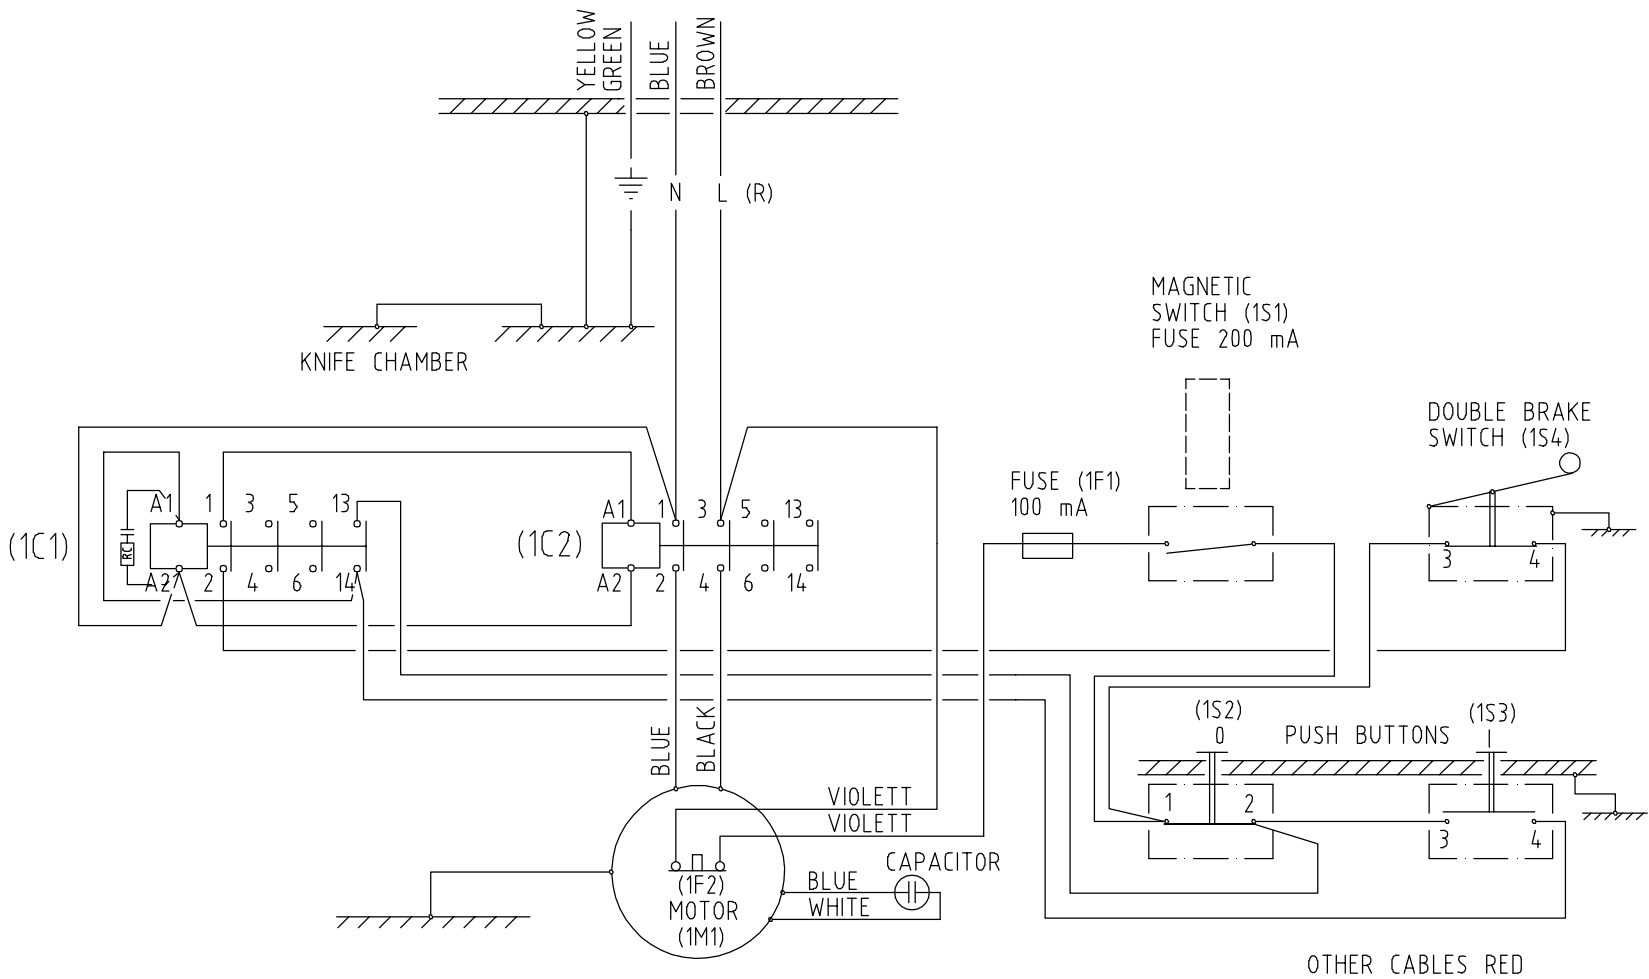 YELLOW
GREEN
BLUE
BROWN
N
L (R)
KNIFE CHAMBER
MAGNETIC
SWITCH (1S1)
FUSE 200 mA
DOUBLE BRAKE
SWITCH (1S4)
FUSE (1F1)
100 mA
(1C1)
RC
A1 1 3 5 13
A2 2 4 6 14
(1C2)
A1 1 3 5 13
A2 2 4 6 14
3 4
BLUE
BLACK
(1S2)
0
PUSH BUTTONS
(1S3)
I
1 2
3 4
VIOLETT
VIOLETT
CAPACITOR
BLUE
WHITE
(1F2)
MOTOR
(1M1)
OTHER CABLES RED